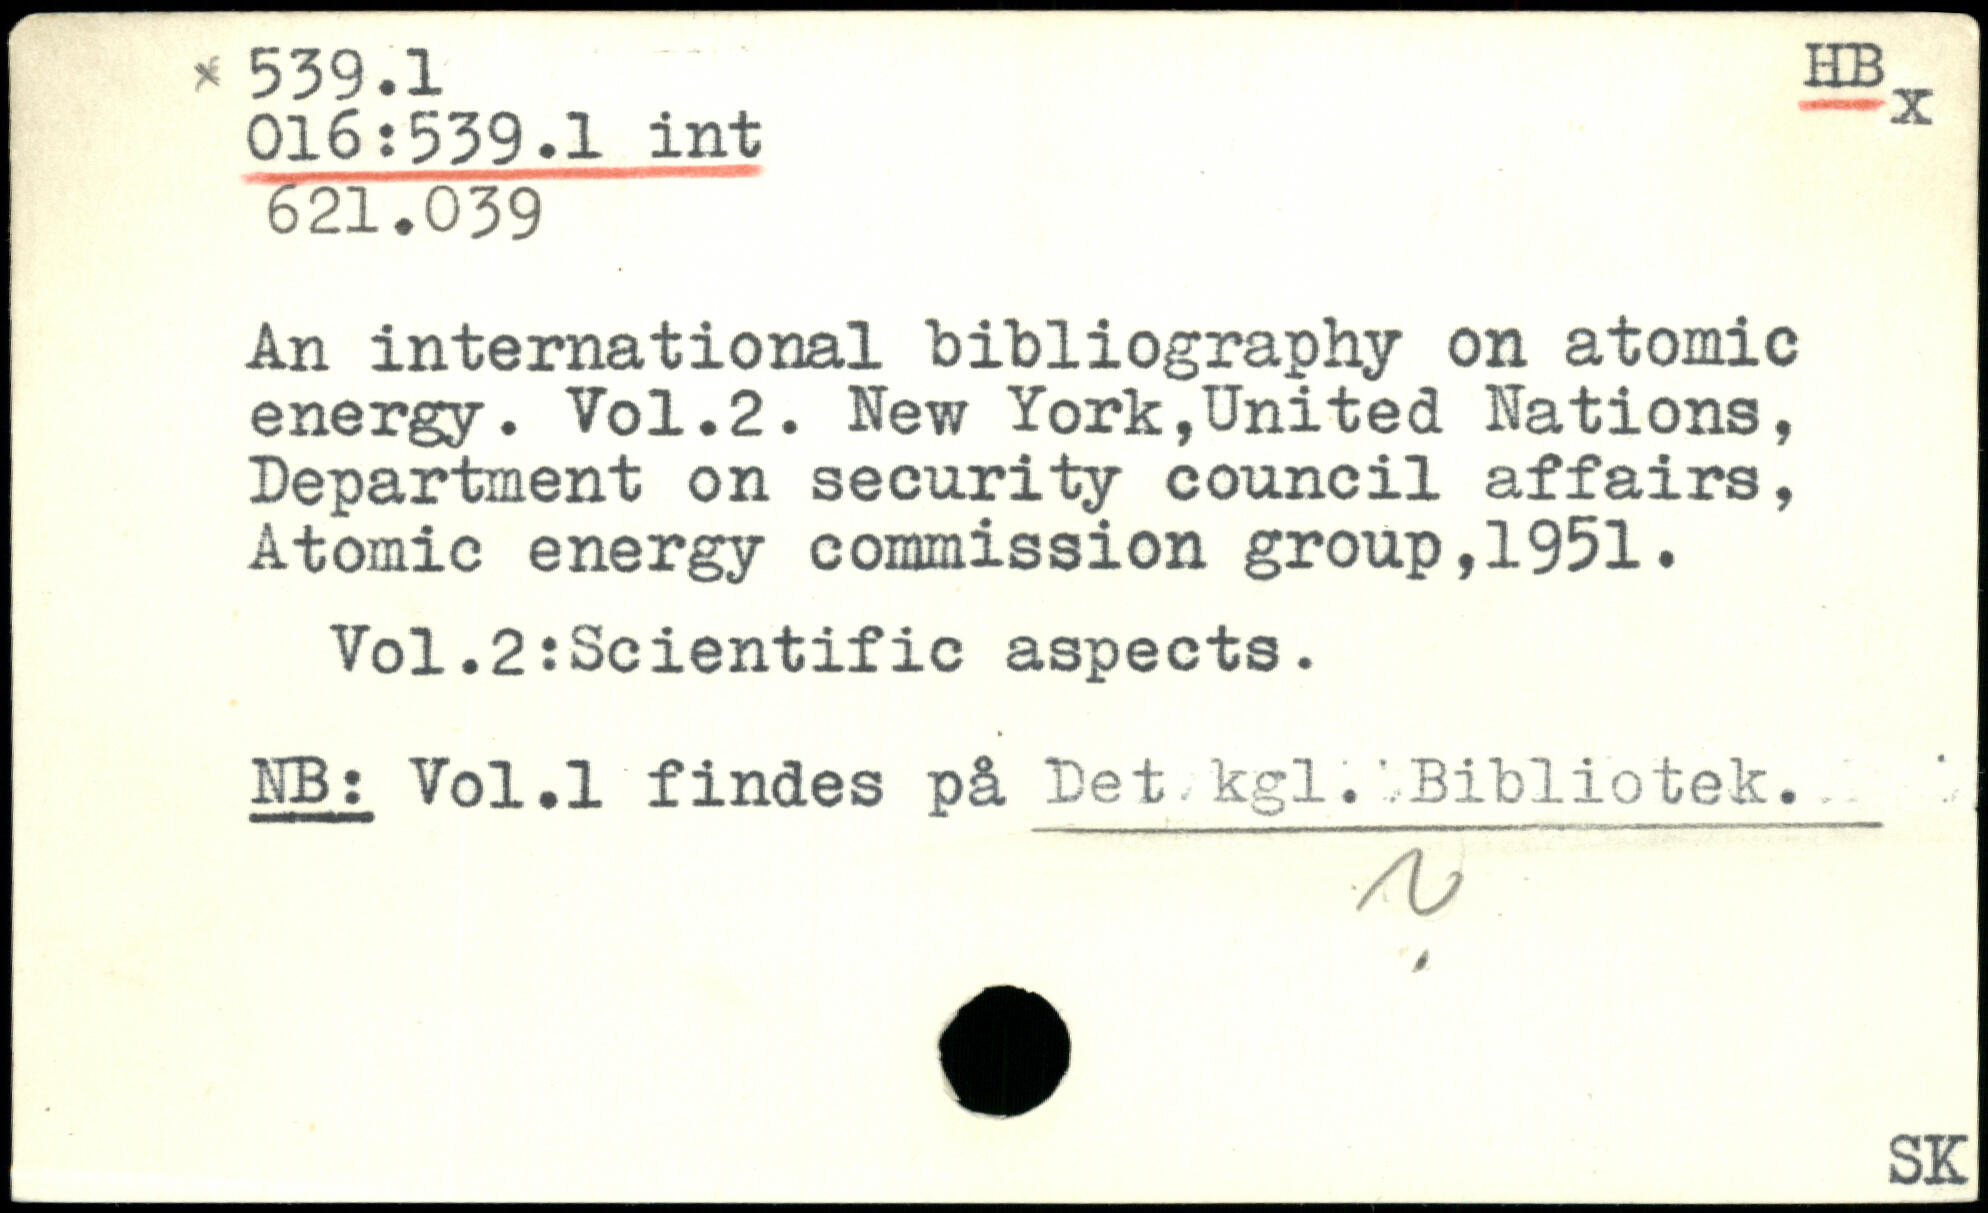 * 539.1
HB
x
016:539.1 int
621.039
An international bibliography on atomic
energy. Vol.2. New York,United Nations,
Department on security council affairs,
Atomic energy commission group,1951.
Vol.2:Scientific aspects.
NB: Vol.1 findes på Det kgl. Bibliotek.
SK